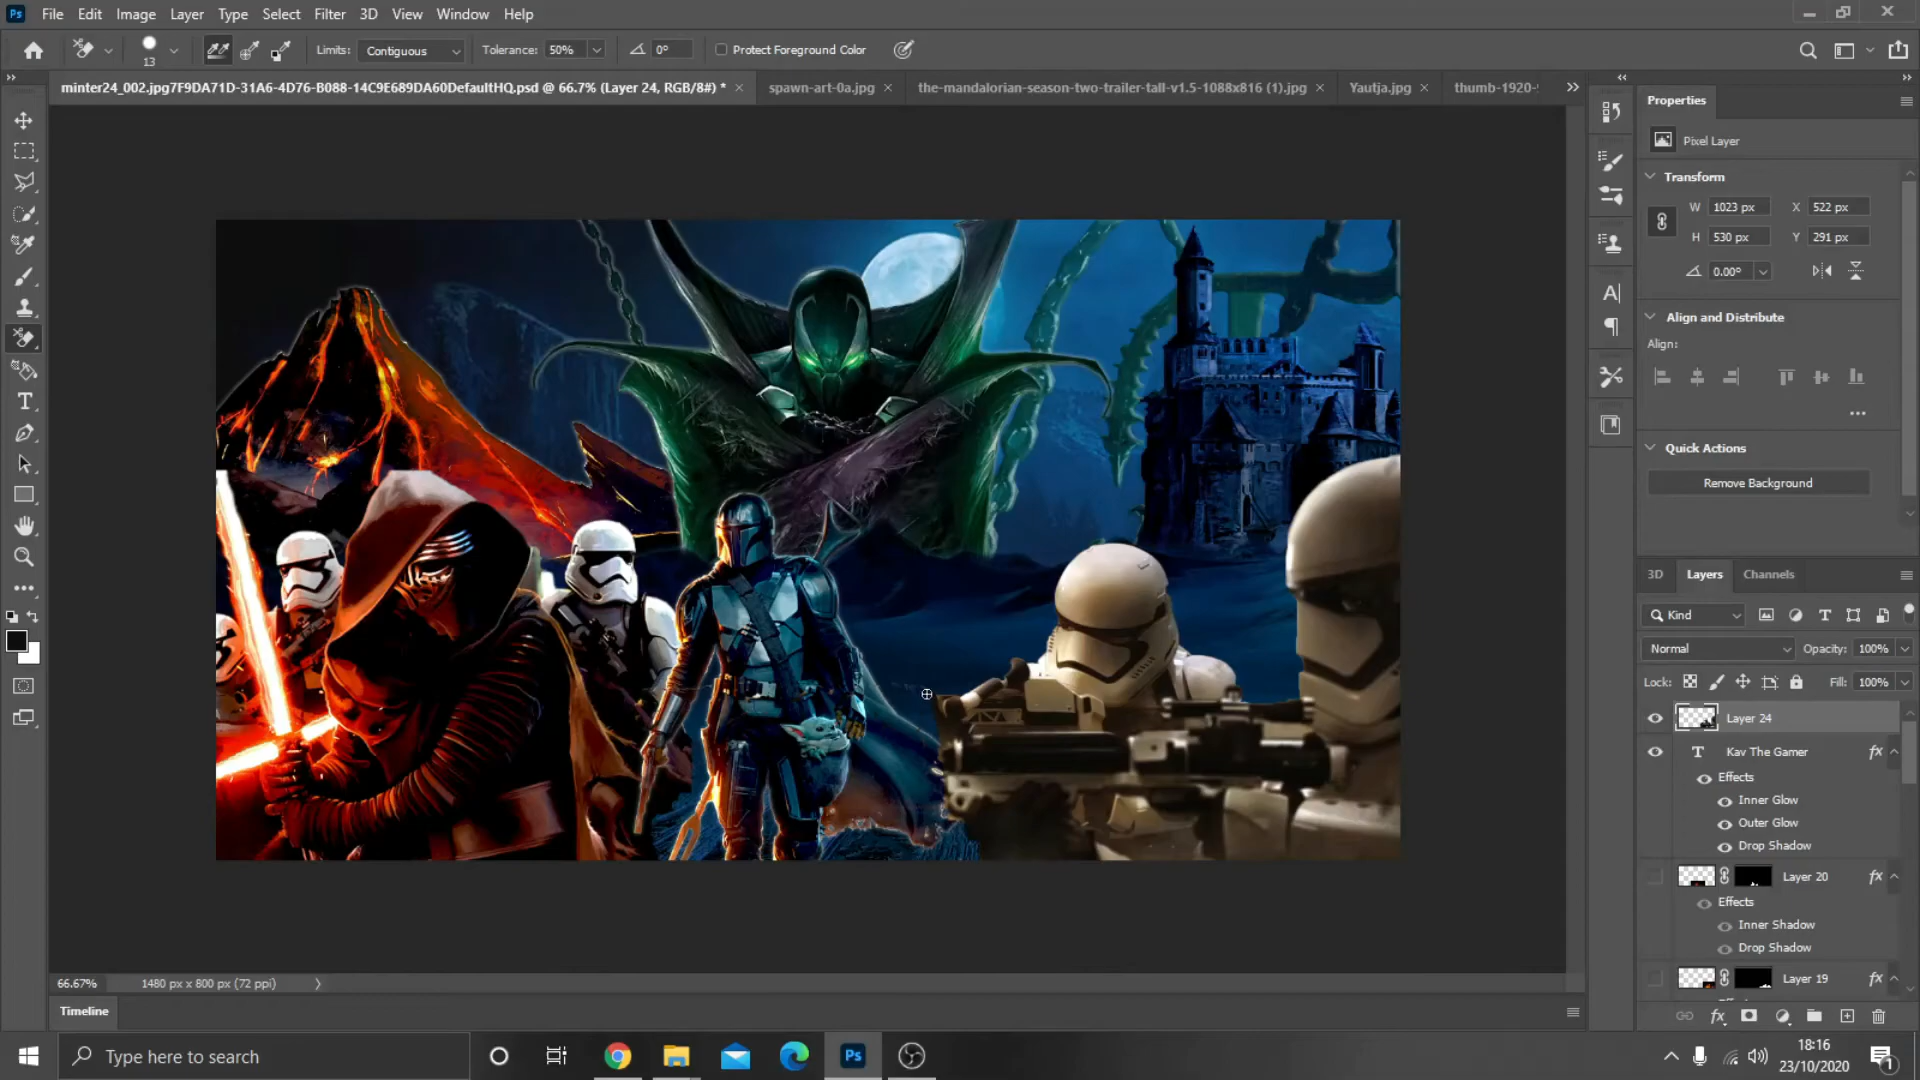 Ps File Edit Image Layer Type Select Filter 3D View Window Help
13 Limits: Contiguous Tolerance: 50% 0° Protect Foreground Color
minter24_002.jpg7F9DA71D-31A6-4D76-B088-14C9E689DA60DefaultHQ.psd @ 66.7% (Layer 24, RGB/8#) * spawn-art-0a.jpg the-mandalorian-season-two-trailer-tall-v1.5-1088x816 (1).jpg Yautja.jpg thumb-1920-
Properties
Pixel Layer
Transform
W 1023 px X 522 px
H 530 px Y 291 px
0.00°
Align and Distribute
Align:
Quick Actions
Remove Background
3D Layers Channels
Kind
Normal Opacity: 100%
Lock: Fill: 100%
Layer 24
T Kav The Gamer fx
Effects
Inner Glow
Outer Glow
Drop Shadow
Layer 20 fx
Effects
Inner Shadow
Drop Shadow
Layer 19 fx
66.67% 1480 px x 800 px (72 ppi)
Timeline
Type here to search
Ps
18:16
23/10/2020
1